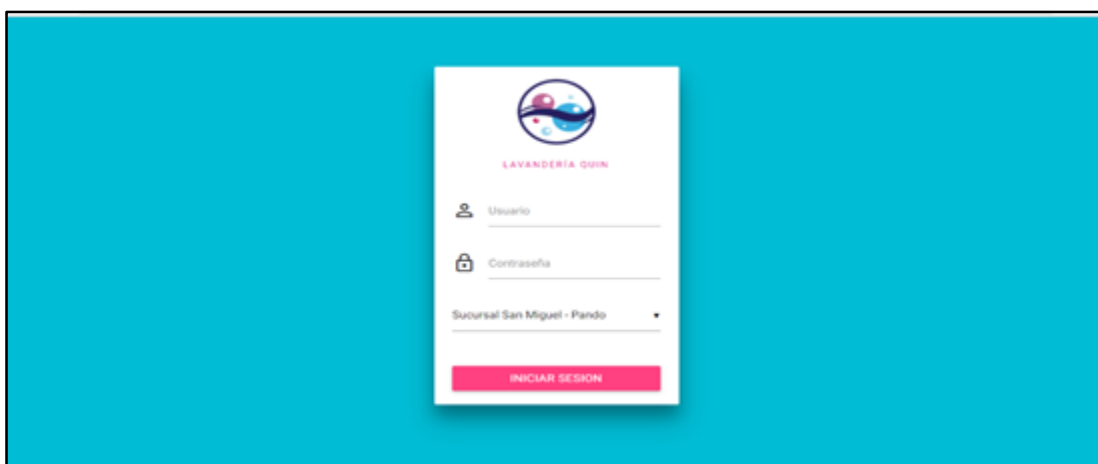 LAVANDERÍA QUIN
Usuario
Contraseña
Sucursal San Miguel - Pando
INICIAR SESION